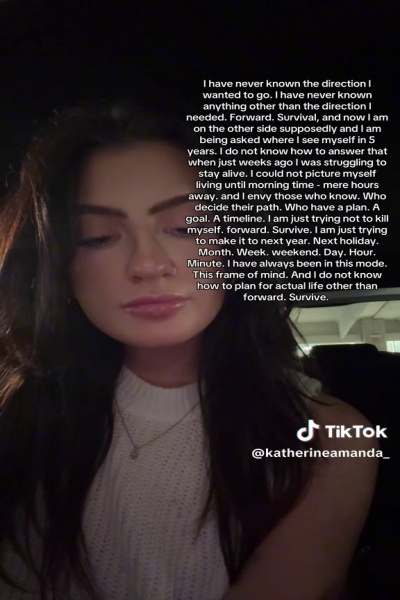 I have never known the direction I
wanted to go. I have never known
anything other than the direction I
needed. Forward. Survival, and now I am
on the other side supposedly and I am
being asked where I see myself in 5
years. I do not know how to answer that
when just weeks ago I was struggling to
stay alive. I could not picture myself
living until morning time - mere hours
away. and I envy those who know. Who
decide their path. Who have a plan. A
goal. A timeline. I am just trying not to kill
myself. forward. Survive. I am just trying
to make it to next year. Next holiday.
Month. Week. weekend. Day. Hour.
Minute. I have always been in this mode.
This frame of mind. And I do not know
how to plan for actual life other than
forward. Survive.
TikTok
@katherineamanda_